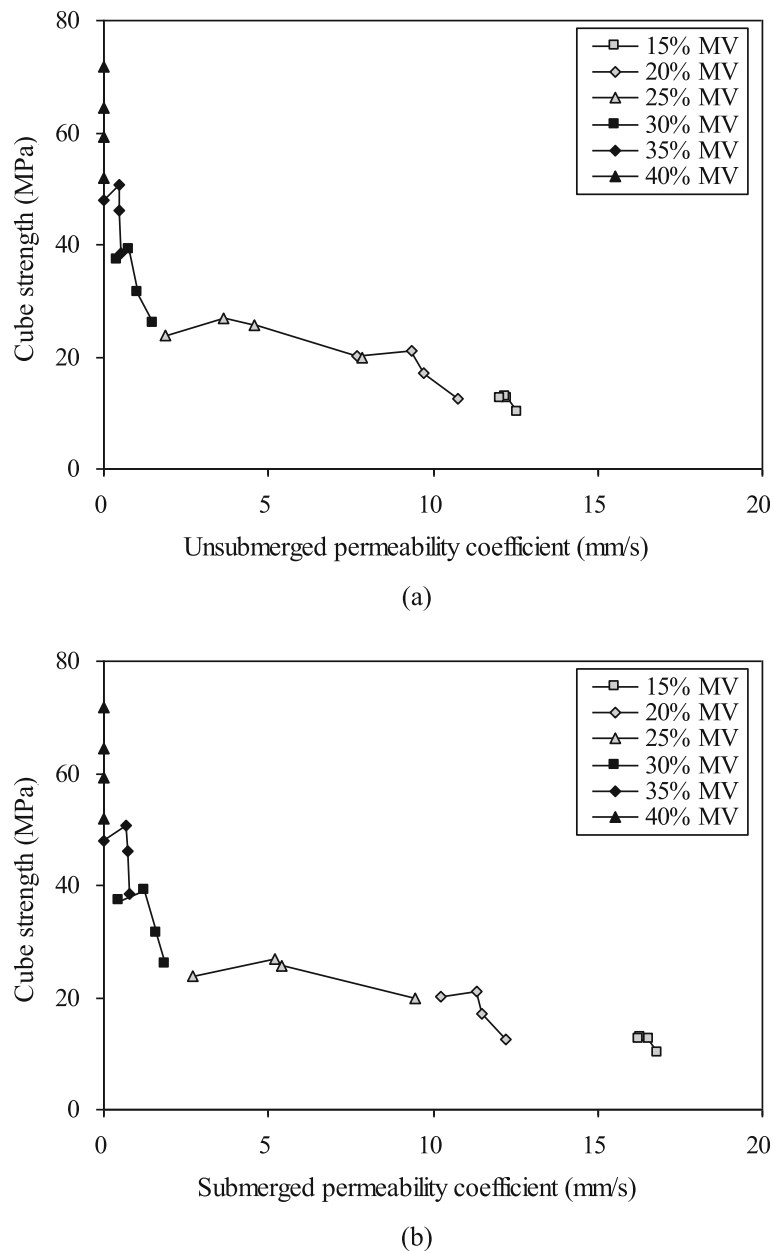 80
60
40
20
0
Cube strength (MPa)
15% MV
20% MV
25% MV
30% MV
35% MV
40% MV
0 5 10 15 20
Unsubmerged permeability coefficient (mm/s)
(a)
80
60
40
20
0
Cube strength (MPa)
15% MV
20% MV
25% MV
30% MV
35% MV
40% MV
0 5 10 15 20
Submerged permeability coefficient (mm/s)
(b)